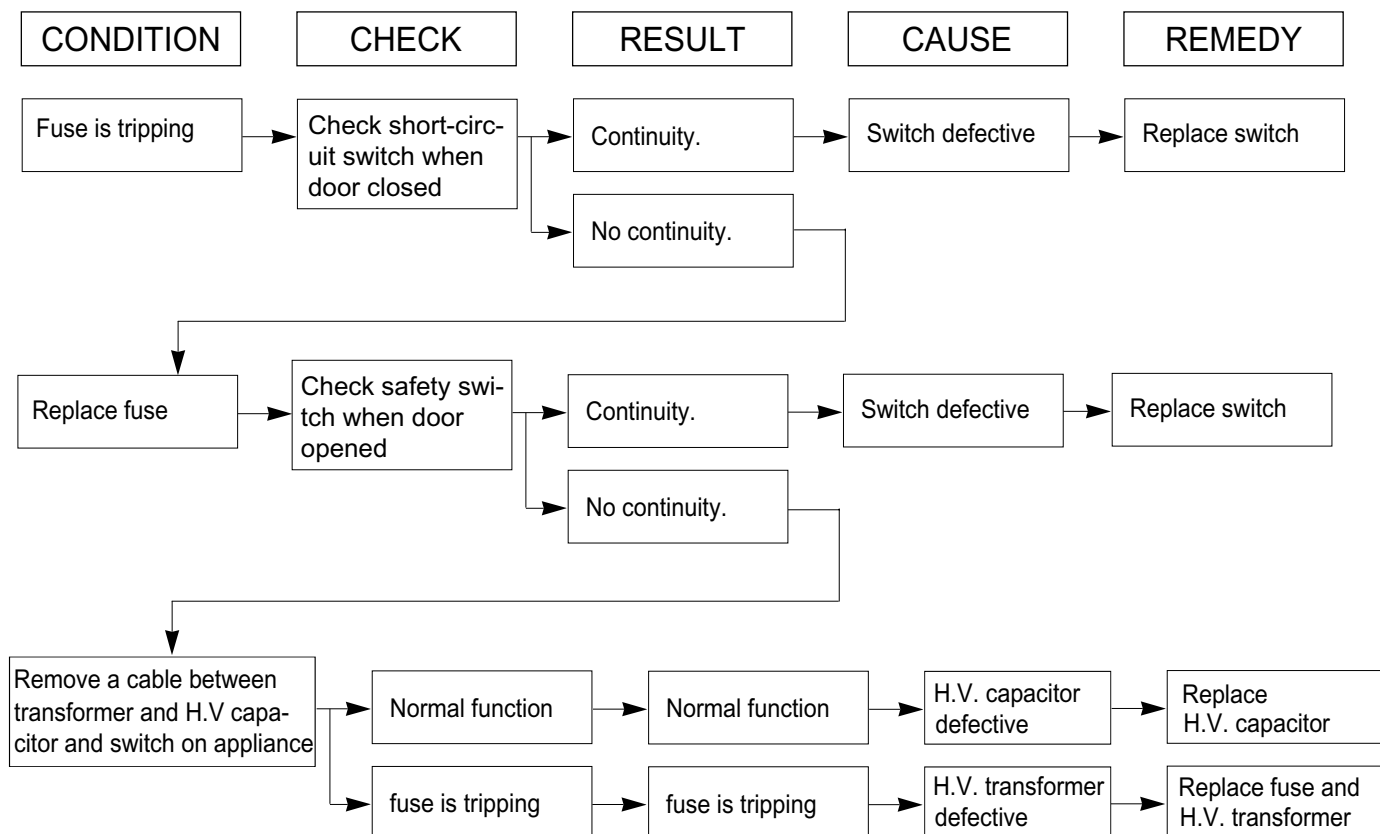 CONDITION
CHECK
RESULT
CAUSE
REMEDY
Fuse is tripping
Check short-circ-
uit switch when
door closed
Continuity.
Switch defective
Replace switch
No continuity.
Replace fuse
Check safety swi-
tch when door
opened
Continuity.
Switch defective
Replace switch
No continuity.
Remove a cable between
transformer and H.V capa-
citor and switch on appliance
Normal function
Normal function
H.V. capacitor
defective
Replace
H.V. capacitor
fuse is tripping
fuse is tripping
H.V. transformer
defective
Replace fuse and
H.V. transformer